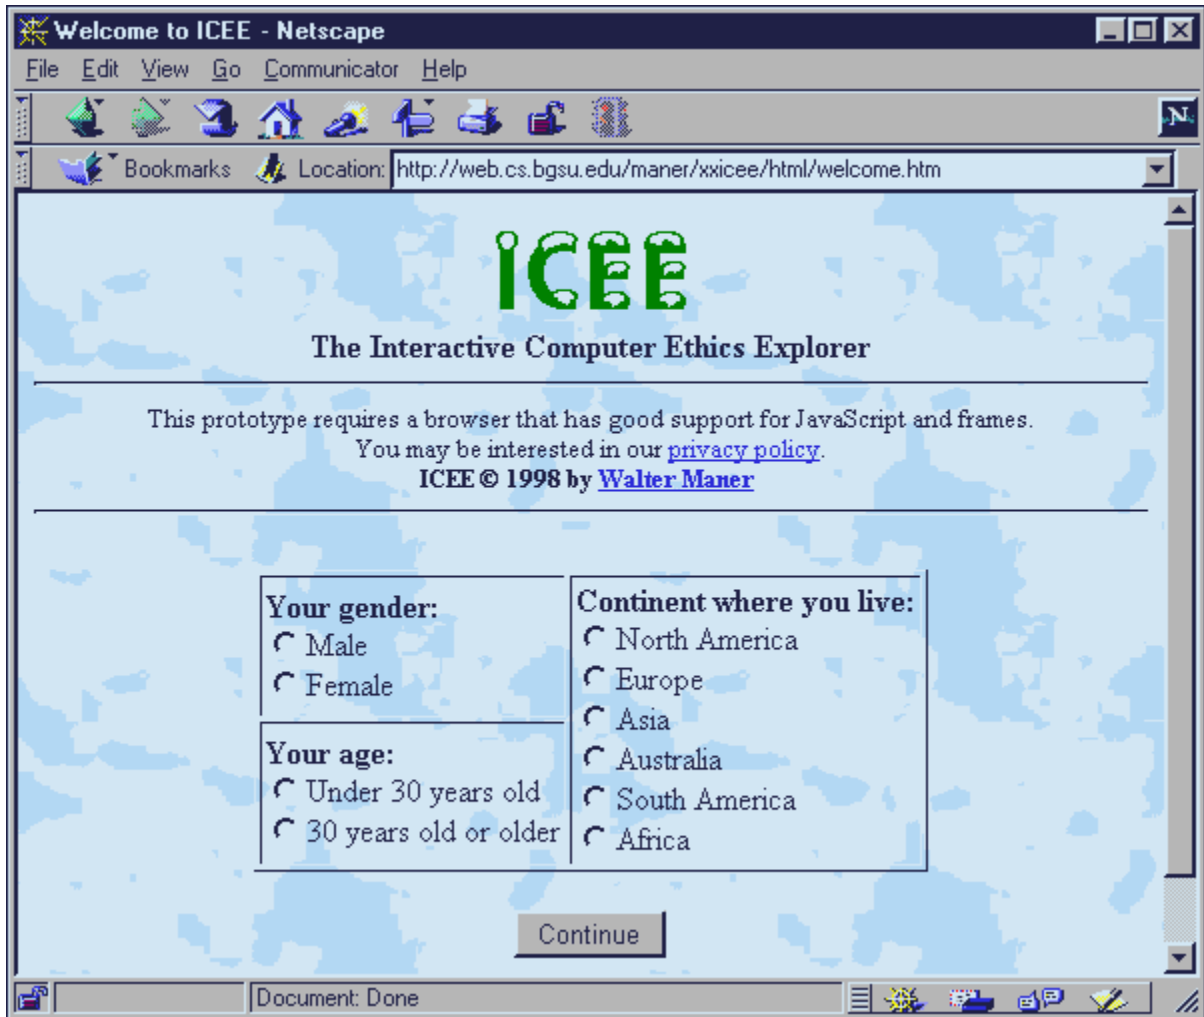 Welcome to ICEE - Netscape
File Edit View Go Communicator Help
N
Bookmarks Location: http://web.cs.bgsu.edu/maner/xxicee/html/welcome.htm
ICEE
The Interactive Computer Ethics Explorer
This prototype requires a browser that has good support for JavaScript and frames.
You may be interested in our privacy policy.
ICEE © 1998 by Walter Maner
Your gender:
Male
Female
Your age:
Under 30 years old
30 years old or older
Continent where you live:
North America
Europe
Asia
Australia
South America
Africa
Continue
Document: Done